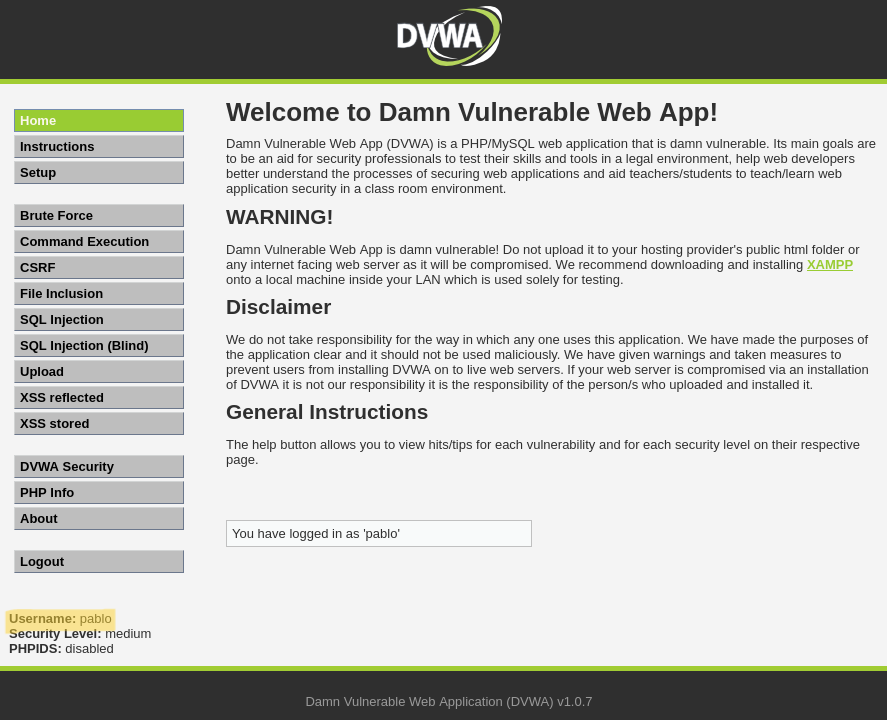 DVWA
Home
Instructions
Setup
Brute Force
Command Execution
CSRF
File Inclusion
SQL Injection
SQL Injection (Blind)
Upload
XSS reflected
XSS stored
DVWA Security
PHP Info
About
Logout
Username: pablo
Security Level: medium
PHPIDS: disabled
Welcome to Damn Vulnerable Web App!
Damn Vulnerable Web App (DVWA) is a PHP/MySQL web application that is damn vulnerable. Its main goals are
to be an aid for security professionals to test their skills and tools in a legal environment, help web developers
better understand the processes of securing web applications and aid teachers/students to teach/learn web
application security in a class room environment.
WARNING!
Damn Vulnerable Web App is damn vulnerable! Do not upload it to your hosting provider's public html folder or
any internet facing web server as it will be compromised. We recommend downloading and installing XAMPP
onto a local machine inside your LAN which is used solely for testing.
Disclaimer
We do not take responsibility for the way in which any one uses this application. We have made the purposes of
the application clear and it should not be used maliciously. We have given warnings and taken measures to
prevent users from installing DVWA on to live web servers. If your web server is compromised via an installation
of DVWA it is not our responsibility it is the responsibility of the person/s who uploaded and installed it.
General Instructions
The help button allows you to view hits/tips for each vulnerability and for each security level on their respective
page.
You have logged in as 'pablo'
Damn Vulnerable Web Application (DVWA) v1.0.7